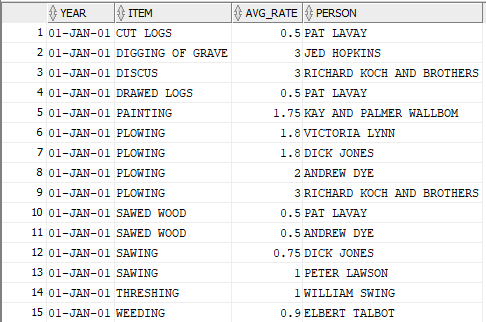 YEAR ITEM AVG_RATE PERSON
1 01-JAN-01 CUT LOGS 0.5 PAT LAVAY
2 01-JAN-01 DIGGING OF GRAVE 3 JED HOPKINS
3 01-JAN-01 DISCUS 3 RICHARD KOCH AND BROTHERS
4 01-JAN-01 DRAWED LOGS 0.5 PAT LAVAY
5 01-JAN-01 PAINTING 1.75 KAY AND PALMER WALLBOM
6 01-JAN-01 PLOWING 1.8 VICTORIA LYNN
7 01-JAN-01 PLOWING 1.8 DICK JONES
8 01-JAN-01 PLOWING 2 ANDREW DYE
9 01-JAN-01 PLOWING 3 RICHARD KOCH AND BROTHERS
10 01-JAN-01 SAWED WOOD 0.5 PAT LAVAY
11 01-JAN-01 SAWED WOOD 0.5 ANDREW DYE
12 01-JAN-01 SAWING 0.75 DICK JONES
13 01-JAN-01 SAWING 1 PETER LAWSON
14 01-JAN-01 THRESHING 1 WILLIAM SWING
15 01-JAN-01 WEEDING 0.9 ELBERT TALBOT